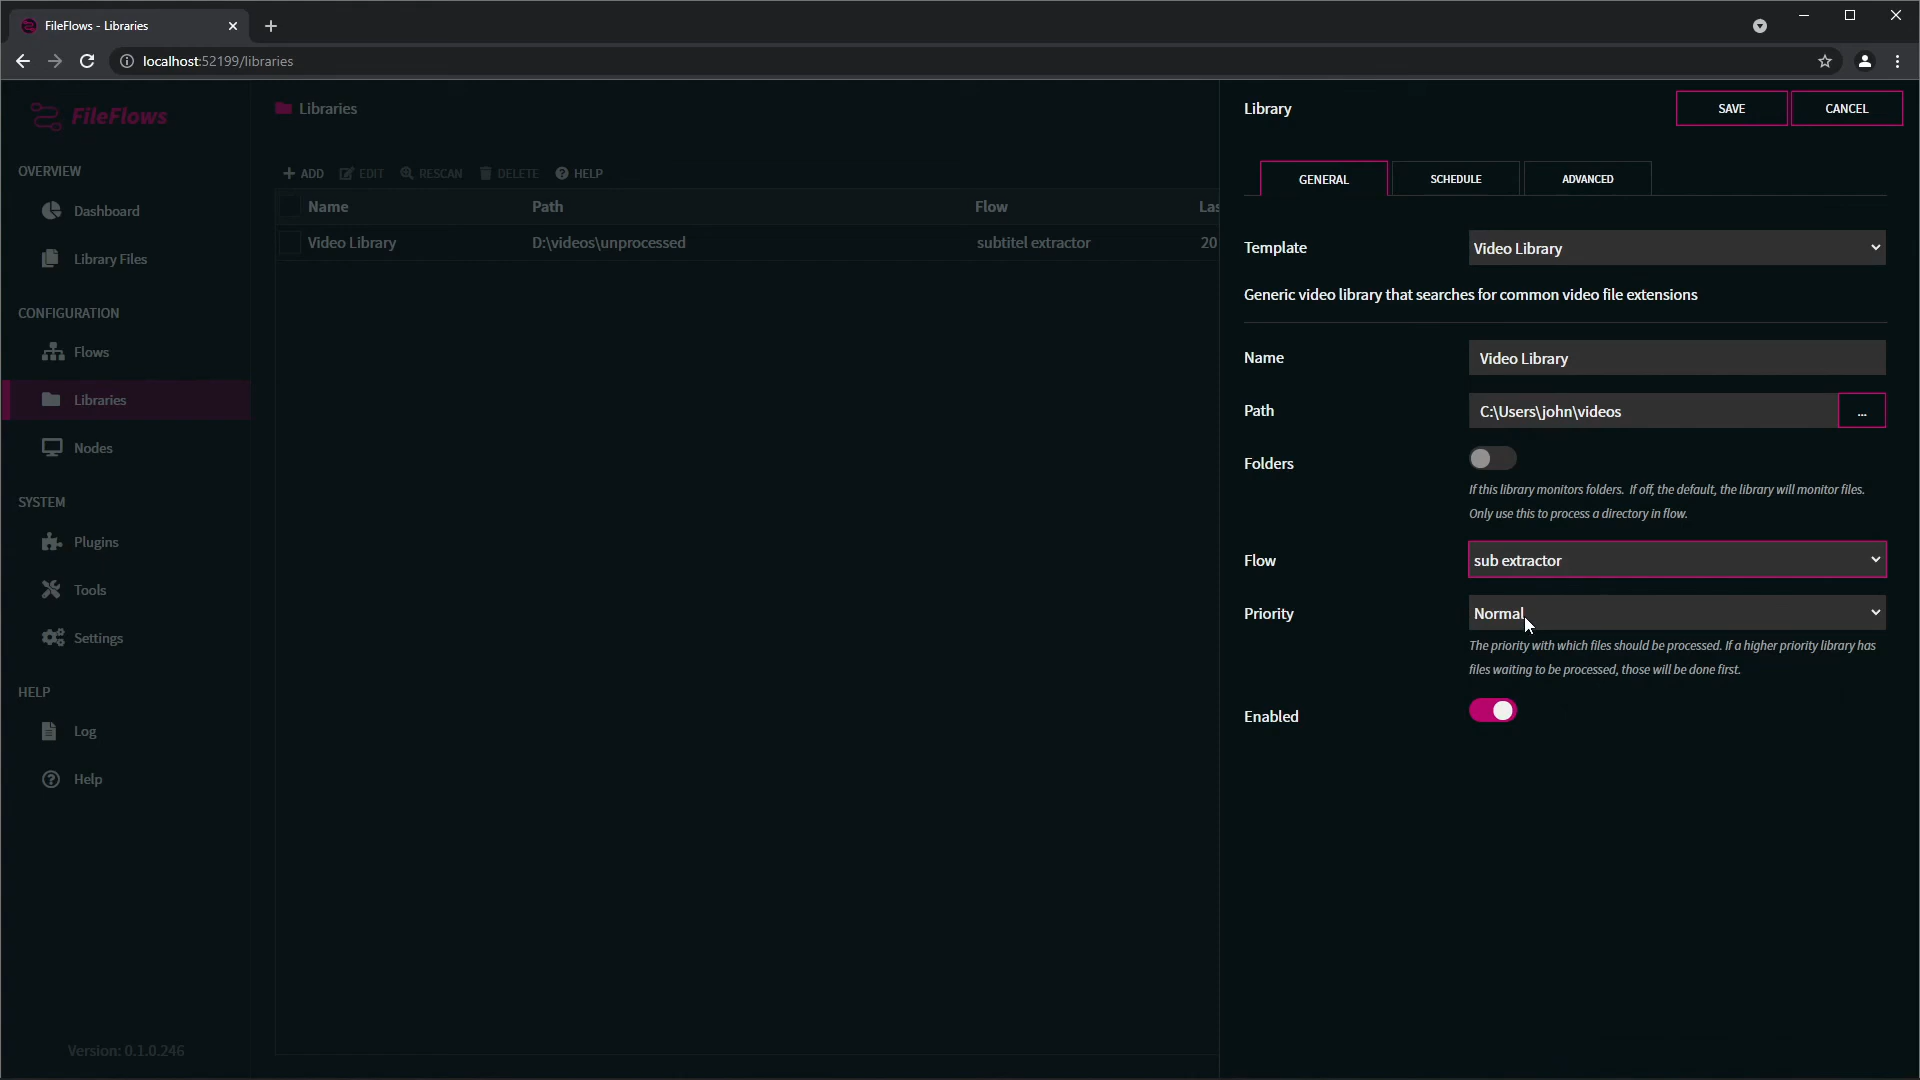 FileFlows - Libraries
localhost:52199/libraries
FileFlows
OVERVIEW
Dashboard
Library Files
CONFIGURATION
Flows
Libraries
Nodes
SYSTEM
Plugins
Tools
Settings
HELP
Log
Help
Version: 0.1.0.246
Libraries
ADD EDIT RESCAN DELETE HELP
Name Path Flow Las
Video Library D:\videos\unprocessed subtitel extractor 20
Library
SAVE CANCEL
GENERAL SCHEDULE ADVANCED
Template Video Library
Generic video library that searches for common video file extensions
Name Video Library
Path C:\Users\john\videos ...
Folders
If this library monitors folders. If off, the default, the library will monitor files.
Only use this to process a directory in flow.
Flow sub extractor
Priority Normal
The priority with which files should be processed. If a higher priority library has
files waiting to be processed, those will be done first.
Enabled